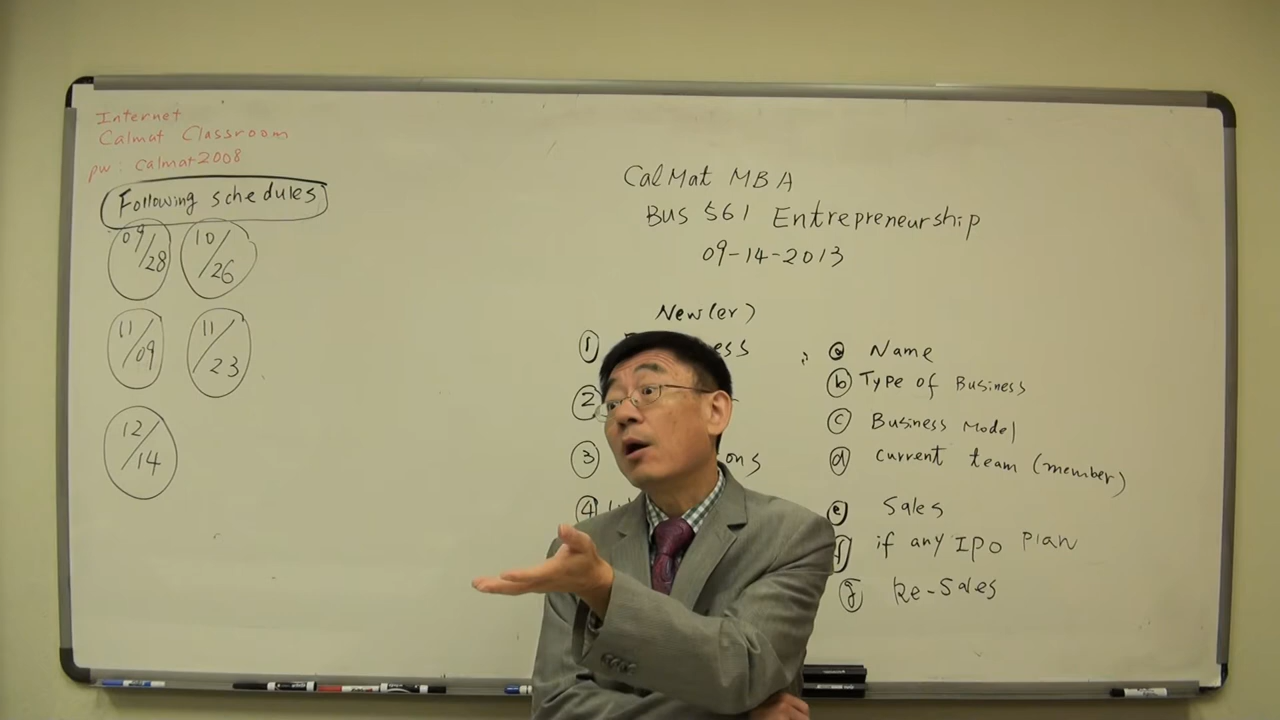 Internet
Calmat Classroom
pw: Calmat2008
Following schedules
09/28
10/26
11/09
11/23
12/14
CalMat MBA
Bus 561 Entrepreneurship
09-14-2013
New(er)
1
2
3
4
a Name
b Type of Business
c Business Model
d current team (member)
e Sales
f if any IPO plan
g Re-Sales